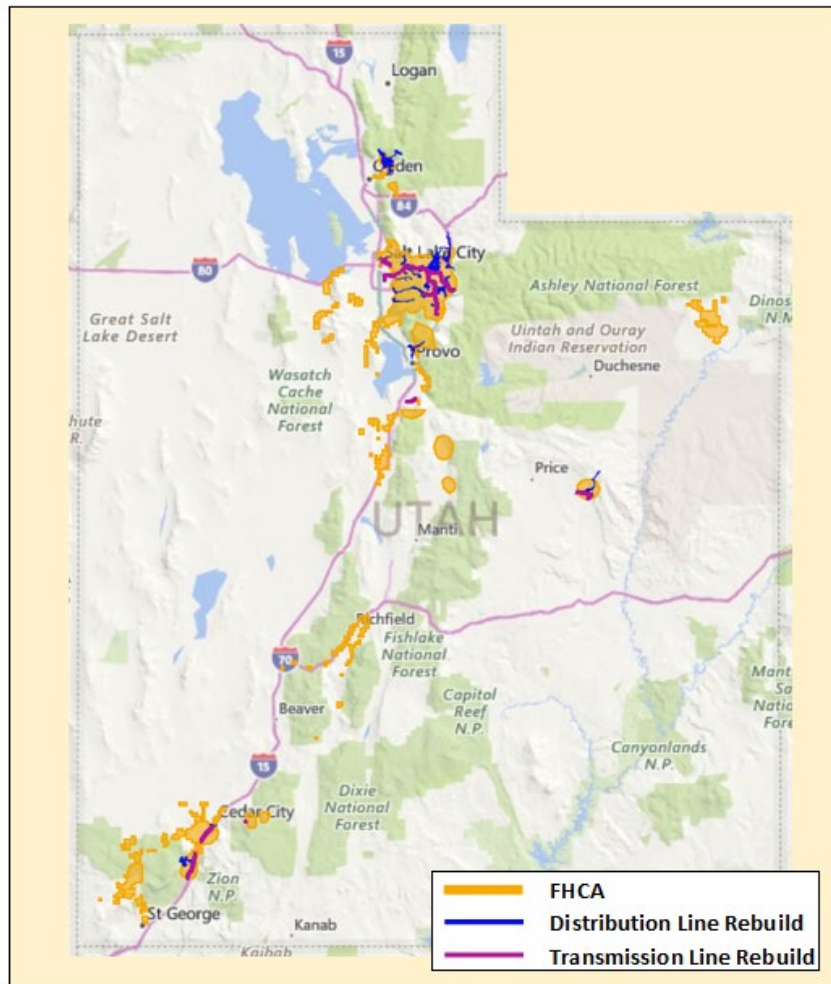 15
Logan
Ogden
84
Salt Lake City
80
Ashley National Forest
Great Salt
Lake Desert
Uintah and Ouray
Indian Reservation
Provo
Duchesne
Wasatch
Cache
National
Forest
R.
Price
UTAH
Manti
Richfield
Fishlake
National
Forest
70
Capitol
Reef
N.P.
Beaver
Canyonlands
N.P.
15
Dixie
National
Forest
Cedar City
Zion
N.P.
St George
Kanab
FHCA
Distribution Line Rebuild
Transmission Line Rebuild